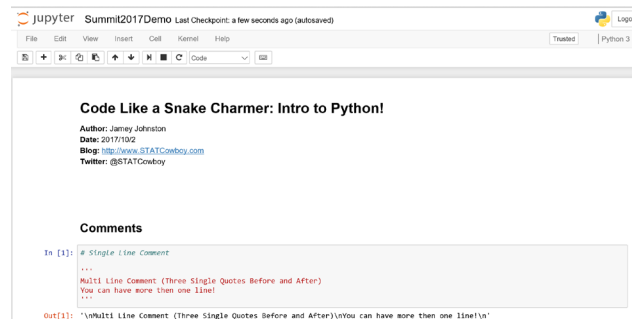 jupyter Summit2017Demo Last Checkpoint: a few seconds ago (autosaved)
Logo
File Edit View Insert Cell Kernel Help Trusted Python 3
Code
Code Like a Snake Charmer: Intro to Python!
Author: Jamey Johnston
Date: 2017/10/2
Blog: http://www.STATCowboy.com
Twitter: @STATCowboy
Comments
In [1]: # Single Line Comment
'''
Multi Line Comment (Three Single Quotes Before and After)
You can have more then one line!
'''
Out[1]: '\nMulti Line Comment (Three Single Quotes Before and After)\nYou can have more then one line!\n'